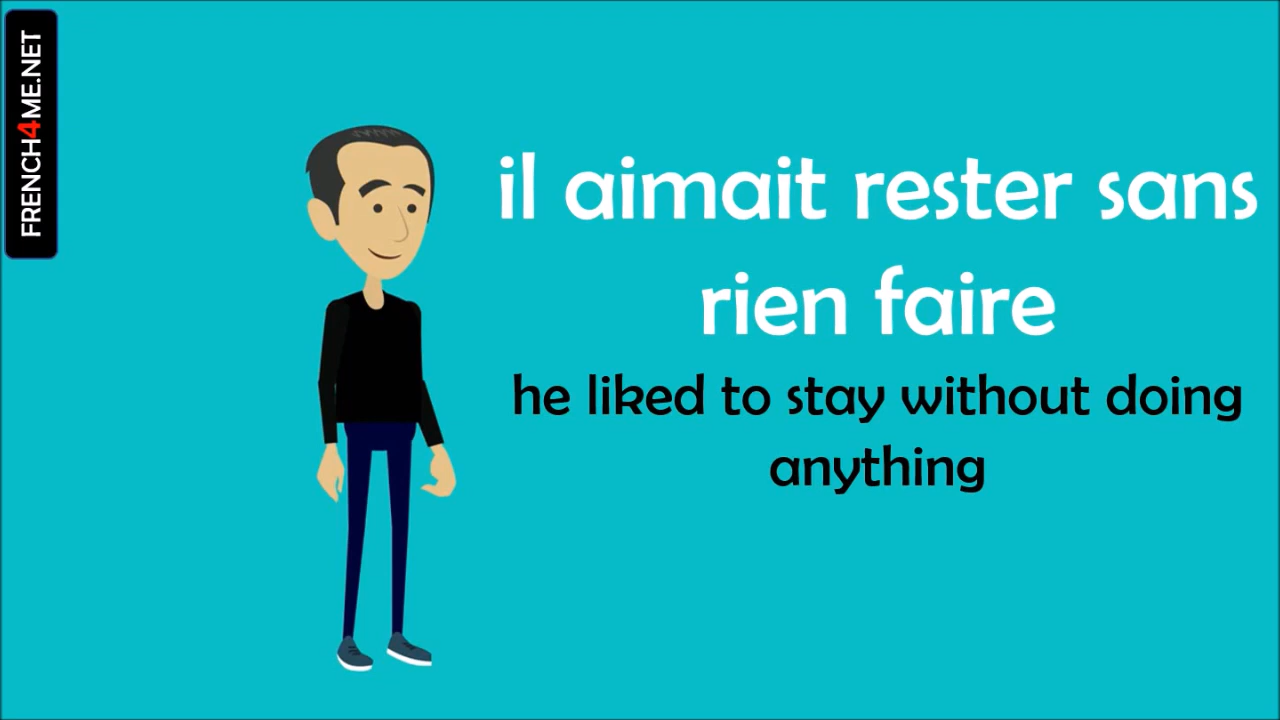 FRENCH4ME.NET
il aimait rester sans
rien faire
he liked to stay without doing
anything